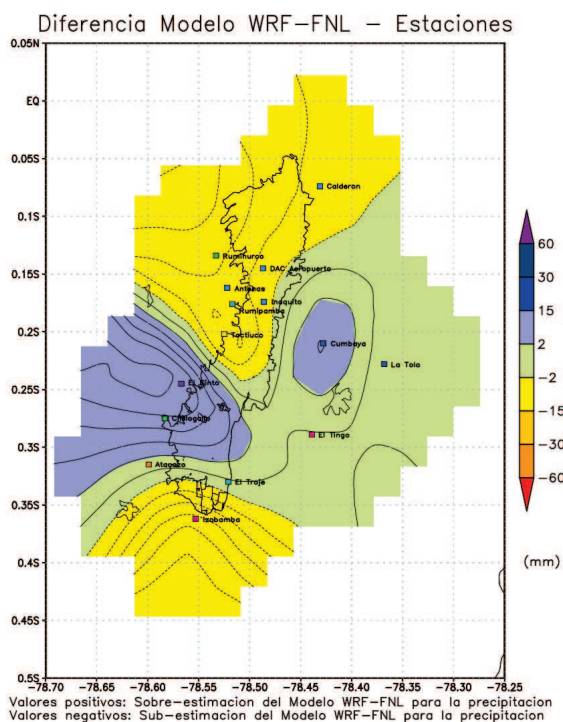 Diferencia Modelo WRF-FNL - Estaciones
0.05N
EQ
0.05S
0.1S
0.15S
0.2S
0.25S
0.3S
0.35S
0.4S
0.45S
0.5S
Calderon
Rumihurco
DAC Aeropuerto
Antenas
Inaquito
Rumipamba
Toctiuco
Cumbaya
La Tola
El Cinto
Chillogallo
El Tingo
Atacazo
El Troje
Izobamba
60
30
15
2
-2
-15
-30
-60
(mm)
-78.70 -78.65 -78.60 -78.55 -78.50 -78.45 -78.40 -78.35 -78.30 -78.25
Valores positivos: Sobre-estimacion del Modelo WRF-FNL para la precipitacion
Valores negativos: Sub-estimacion del Modelo WRF-FNL para la precipitacion